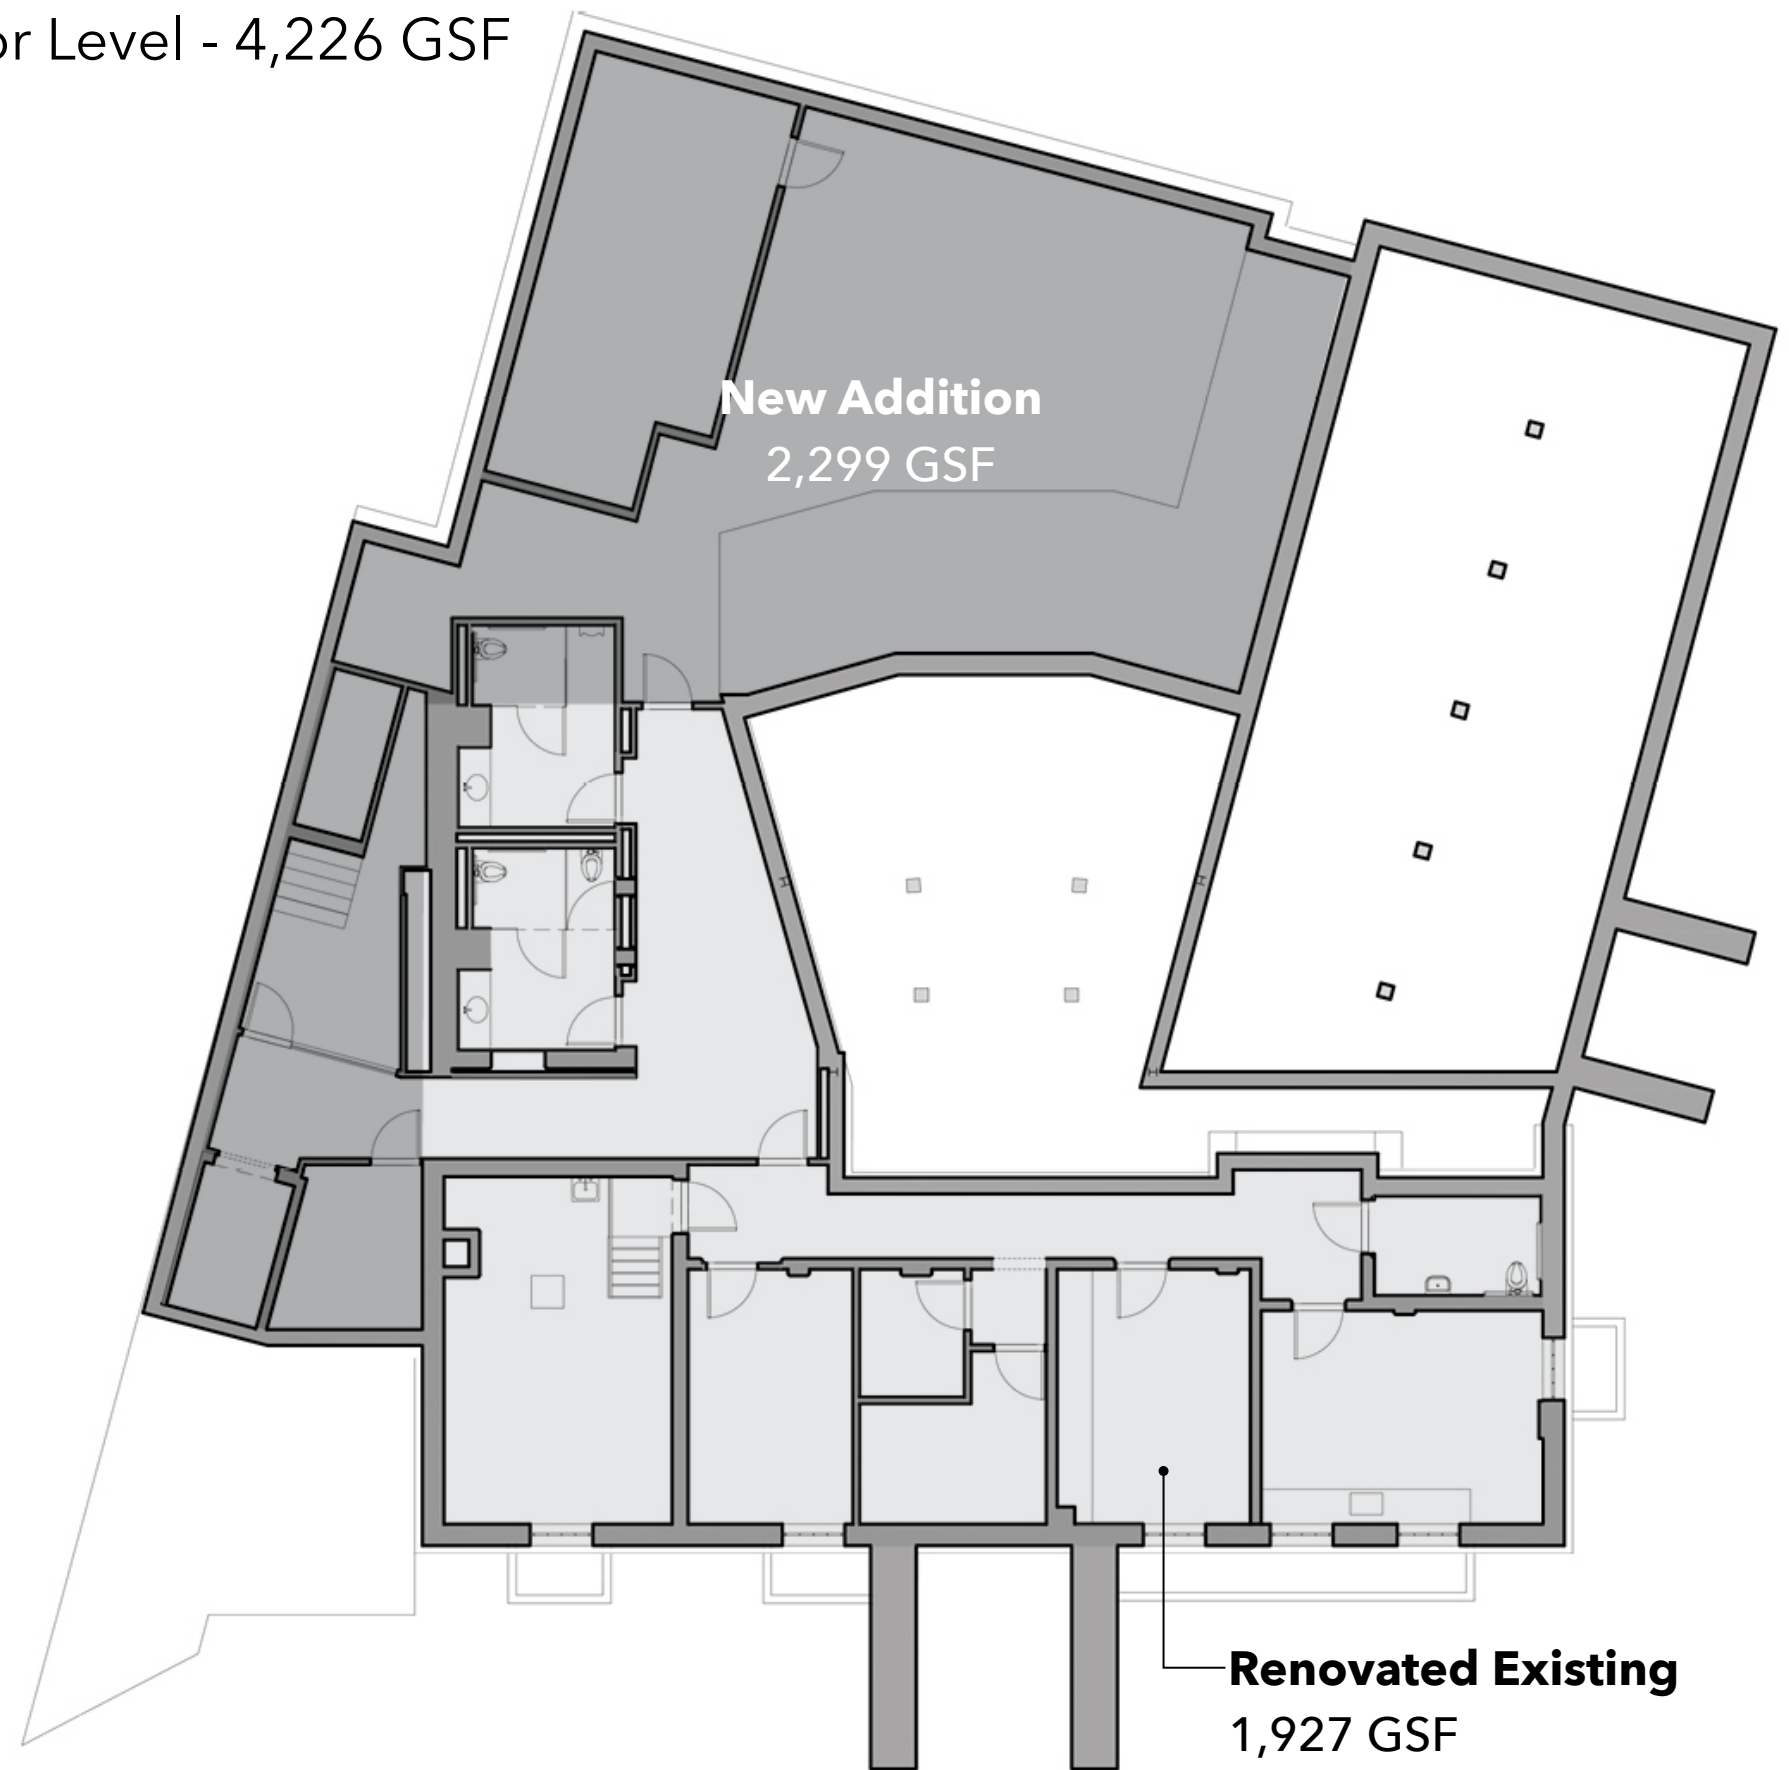 or Level - 4,226 GSF
New Addition
2,299 GSF
Renovated Existing
1,927 GSF